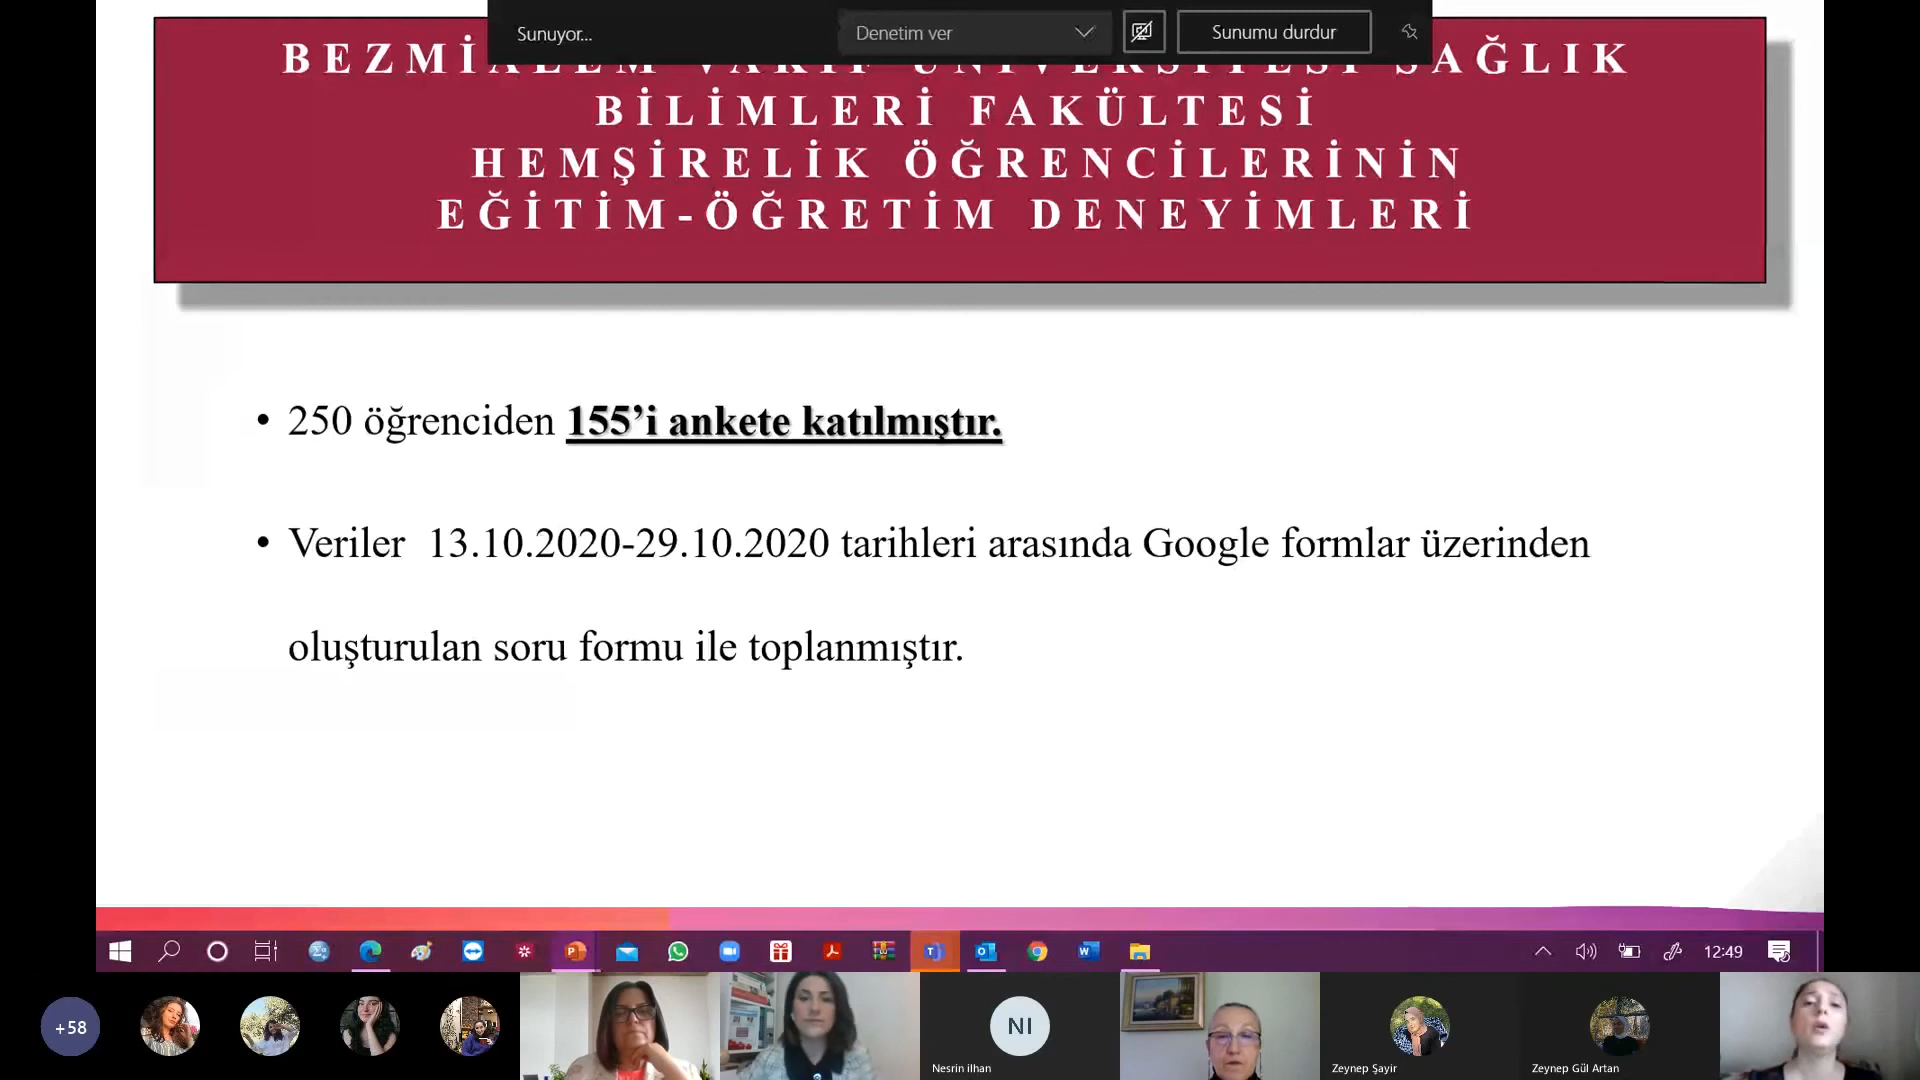 Sunuyor...
Denetim ver
Sunumu durdur
SAĞLIK
BİLİMLERİ FAKÜLTESİ
HEMŞİRELİK ÖĞRENCİLERİNİN
EĞİTİM-ÖĞRETİM DENEYİMLERİ
• 250 öğrenciden 155’i ankete katılmıştır.
• Veriler 13.10.2020-29.10.2020 tarihleri arasında Google formlar üzerinden
oluşturulan soru formu ile toplanmıştır.
12:49
+58
NI
Nesrin ilhan
Zeynep Şayir
Zeynep Gül Artan